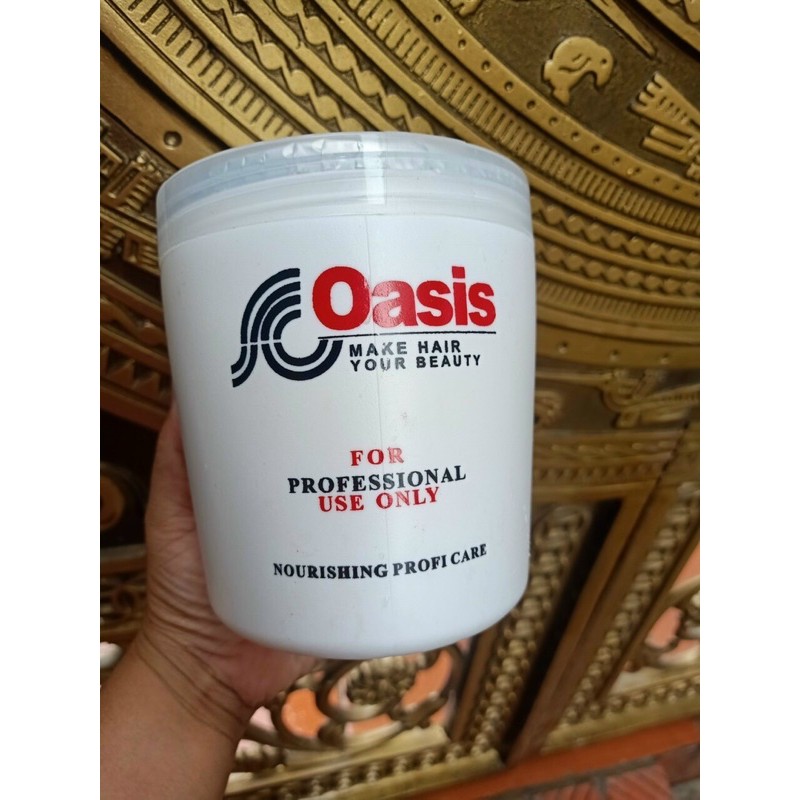 Oasis
MAKE HAIR
YOUR BEAUTY
FOR
PROFESSIONAL
USE ONLY
NOURISHING PROFI CARE